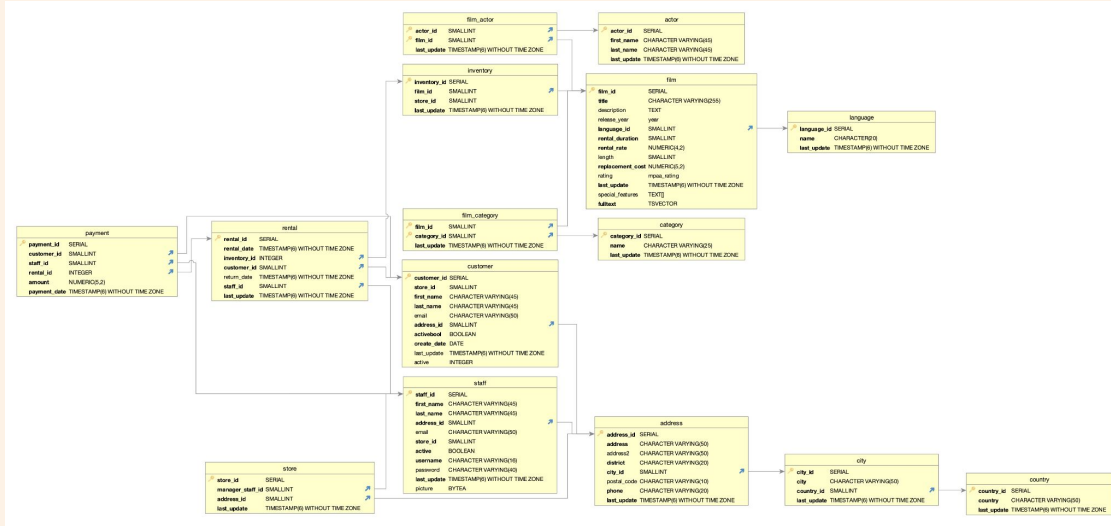 film_actor
actor_id SMALLINT
film_id SMALLINT
last_update TIMESTAMP(6) WITHOUT TIME ZONE
actor
actor_id SERIAL
first_name CHARACTER VARYING(45)
last_name CHARACTER VARYING(45)
last_update TIMESTAMP(6) WITHOUT TIME ZONE
inventory
inventory_id SERIAL
film_id SMALLINT
store_id SMALLINT
last_update TIMESTAMP(6) WITHOUT TIME ZONE
film
film_id SERIAL
title CHARACTER VARYING(255)
description TEXT
release_year year
language_id SMALLINT
rental_duration SMALLINT
rental_rate NUMERIC(4,2)
length SMALLINT
replacement_cost NUMERIC(5,2)
rating mpaa_rating
last_update TIMESTAMP(6) WITHOUT TIME ZONE
special_features TEXT[]
fulltext TSVECTOR
language
language_id SERIAL
name CHARACTER(20)
last_update TIMESTAMP(6) WITHOUT TIME ZONE
payment
payment_id SERIAL
customer_id SMALLINT
staff_id SMALLINT
rental_id INTEGER
amount NUMERIC(5,2)
payment_date TIMESTAMP(6) WITHOUT TIME ZONE
rental
rental_id SERIAL
rental_date TIMESTAMP(6) WITHOUT TIME ZONE
inventory_id INTEGER
customer_id SMALLINT
return_date TIMESTAMP(6) WITHOUT TIME ZONE
staff_id SMALLINT
last_update TIMESTAMP(6) WITHOUT TIME ZONE
film_category
film_id SMALLINT
category_id SMALLINT
last_update TIMESTAMP(6) WITHOUT TIME ZONE
category
category_id SERIAL
name CHARACTER VARYING(25)
last_update TIMESTAMP(6) WITHOUT TIME ZONE
customer
customer_id SERIAL
store_id SMALLINT
first_name CHARACTER VARYING(45)
last_name CHARACTER VARYING(45)
email CHARACTER VARYING(50)
address_id SMALLINT
activebool BOOLEAN
create_date DATE
last_update TIMESTAMP(6) WITHOUT TIME ZONE
active INTEGER
staff
staff_id SERIAL
first_name CHARACTER VARYING(45)
last_name CHARACTER VARYING(45)
address_id SMALLINT
email CHARACTER VARYING(50)
store_id SMALLINT
active BOOLEAN
username CHARACTER VARYING(16)
password CHARACTER VARYING(40)
last_update TIMESTAMP(6) WITHOUT TIME ZONE
picture BYTEA
store
store_id SERIAL
manager_staff_id SMALLINT
address_id SMALLINT
last_update TIMESTAMP(6) WITHOUT TIME ZONE
address
address_id SERIAL
address CHARACTER VARYING(50)
address2 CHARACTER VARYING(50)
district CHARACTER VARYING(20)
city_id SMALLINT
postal_code CHARACTER VARYING(10)
phone CHARACTER VARYING(20)
last_update TIMESTAMP(6) WITHOUT TIME ZONE
city
city_id SERIAL
city CHARACTER VARYING(50)
country_id SMALLINT
last_update TIMESTAMP(6) WITHOUT TIME ZONE
country
country_id SERIAL
country CHARACTER VARYING(50)
last_update TIMESTAMP(6) WITHOUT TIME ZONE